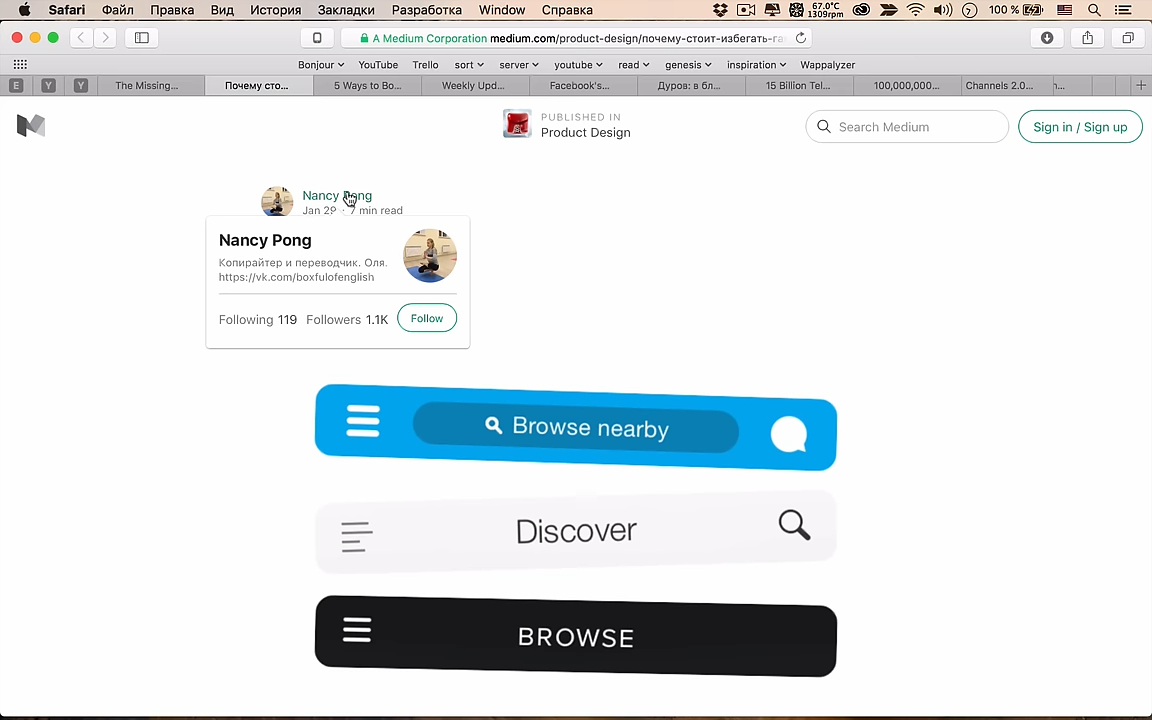 Safari Файл Правка Вид История Закладки Разработка Window Справка 67.0°C 1309rpm 100 %
A Medium Corporation medium.com/product-design/почему-стоит-избегать-га
Bonjour YouTube Trello sort server youtube read genesis inspiration Wappalyzer
E Y Y The Missing... Почему сто... 5 Ways to Bo... Weekly Upd... Facebook's... Дуров: в бл... 15 Billion Tel... 100,000,000... Channels 2.0...
PUBLISHED IN
Product Design
Search Medium
Sign in / Sign up
Nancy Pong
Jan 29 · 7 min read
Nancy Pong
Копирайтер и переводчик. Оля.
https://vk.com/boxfulofenglish
Following 119 Followers 1.1K Follow
Browse nearby
Discover
BROWSE